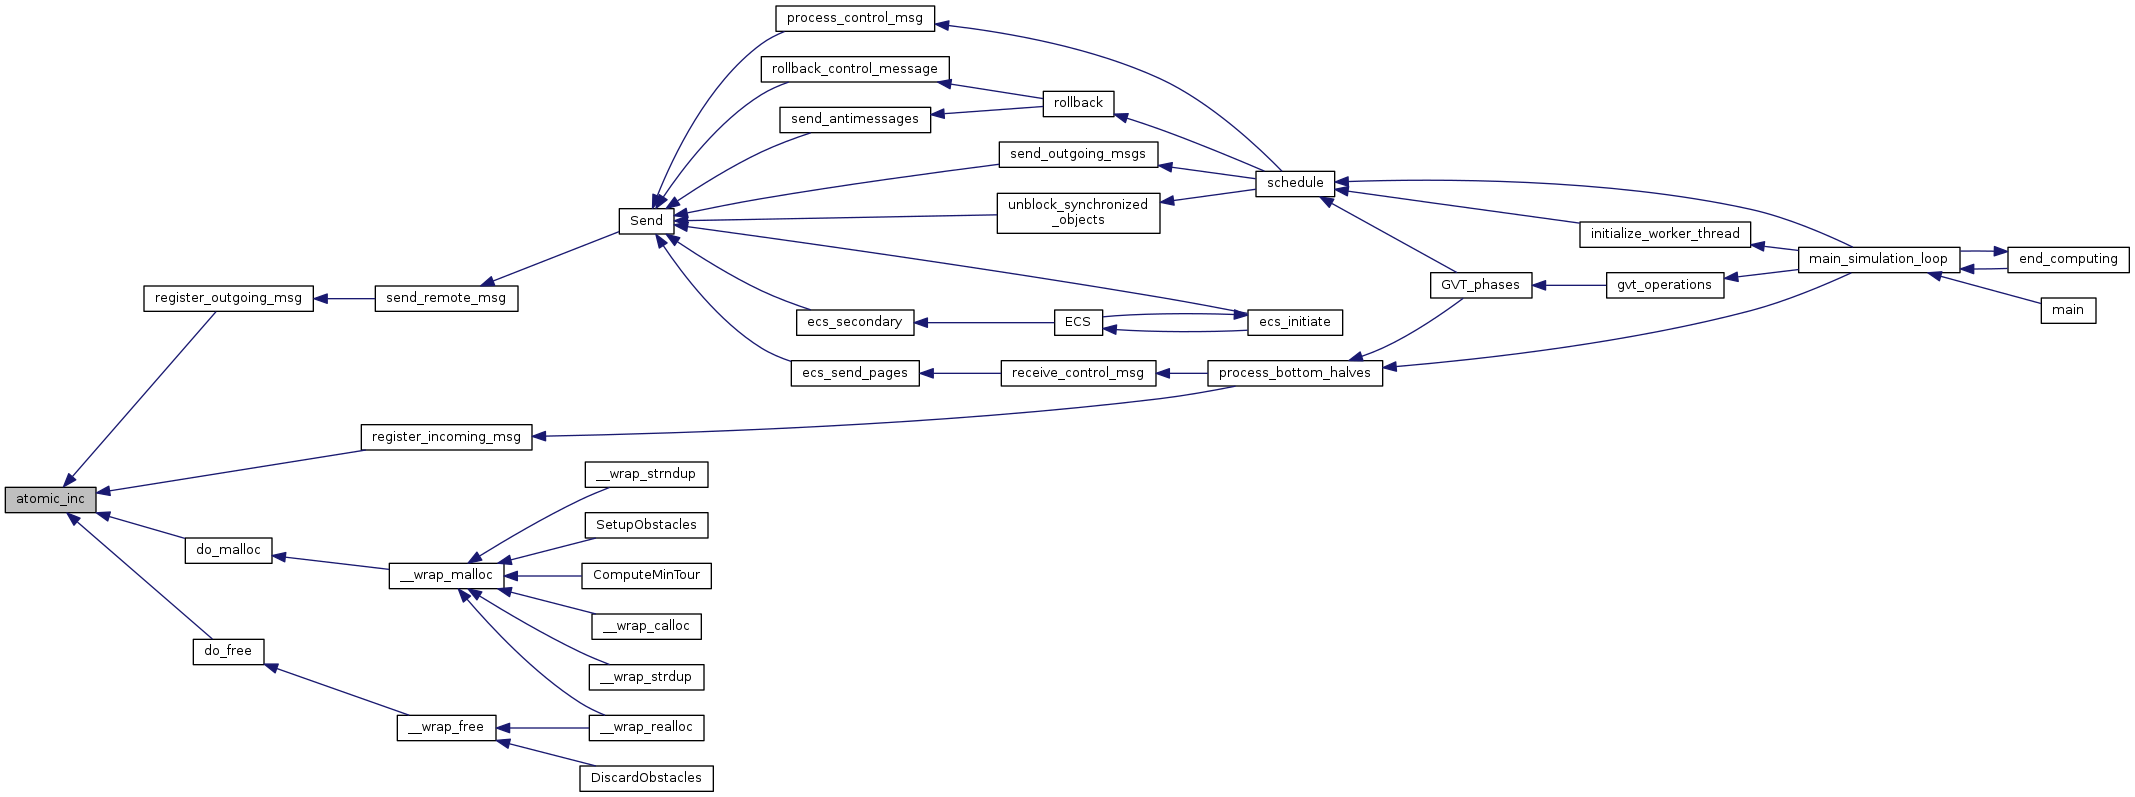 process_control_msg
rollback_control_message
rollback
send_antimessages
send_outgoing_msgs
schedule
unblock_synchronized
_objects
Send
initialize_worker_thread
main_simulation_loop
end_computing
register_outgoing_msg
send_remote_msg
GVT_phases
gvt_operations
main
ecs_secondary
ECS
ecs_initiate
ecs_send_pages
receive_control_msg
process_bottom_halves
register_incoming_msg
__wrap_strndup
atomic_inc
SetupObstacles
do_malloc
__wrap_malloc
ComputeMinTour
__wrap_calloc
do_free
__wrap_strdup
__wrap_free
__wrap_realloc
DiscardObstacles